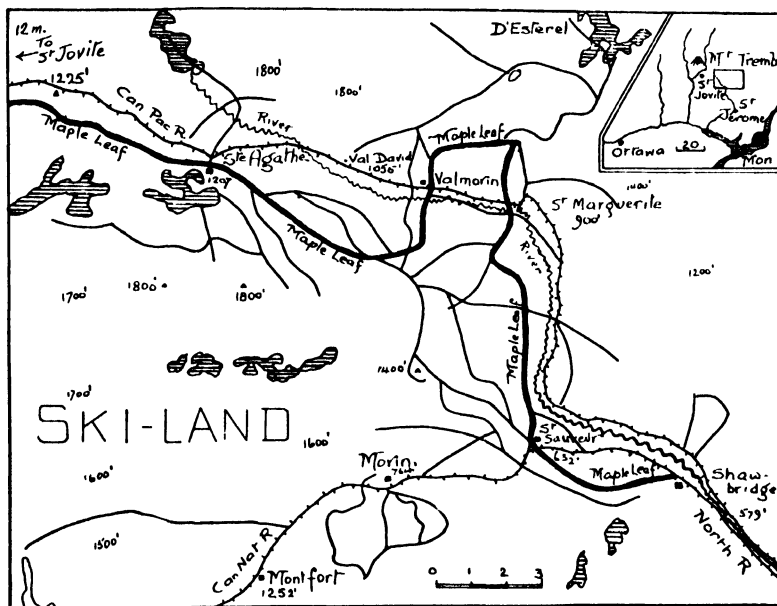 12 m.
To
St Jovite
1225'
Can Pac R
Maple Leaf
1800'
1800'
River
D'Esterel
Mt Tremb
St
Jovite
St
Jérome
Ottawa
20
Mon
Maple Leaf
Ste Agathe
1207
Val David
1050'
Valmorin
1400'
St Marguerite
900'
River
Maple Leaf
1200'
1700'
1800'
1800'
Maple Leaf
1400'
1700'
SKI-LAND
1600'
1600'
Morin
764'
St
Sauveur
632'
Maple Leaf
Shaw-
bridge
579'
North R
1500'
Can Nat R
Montfort
1252'
0 1 2 3